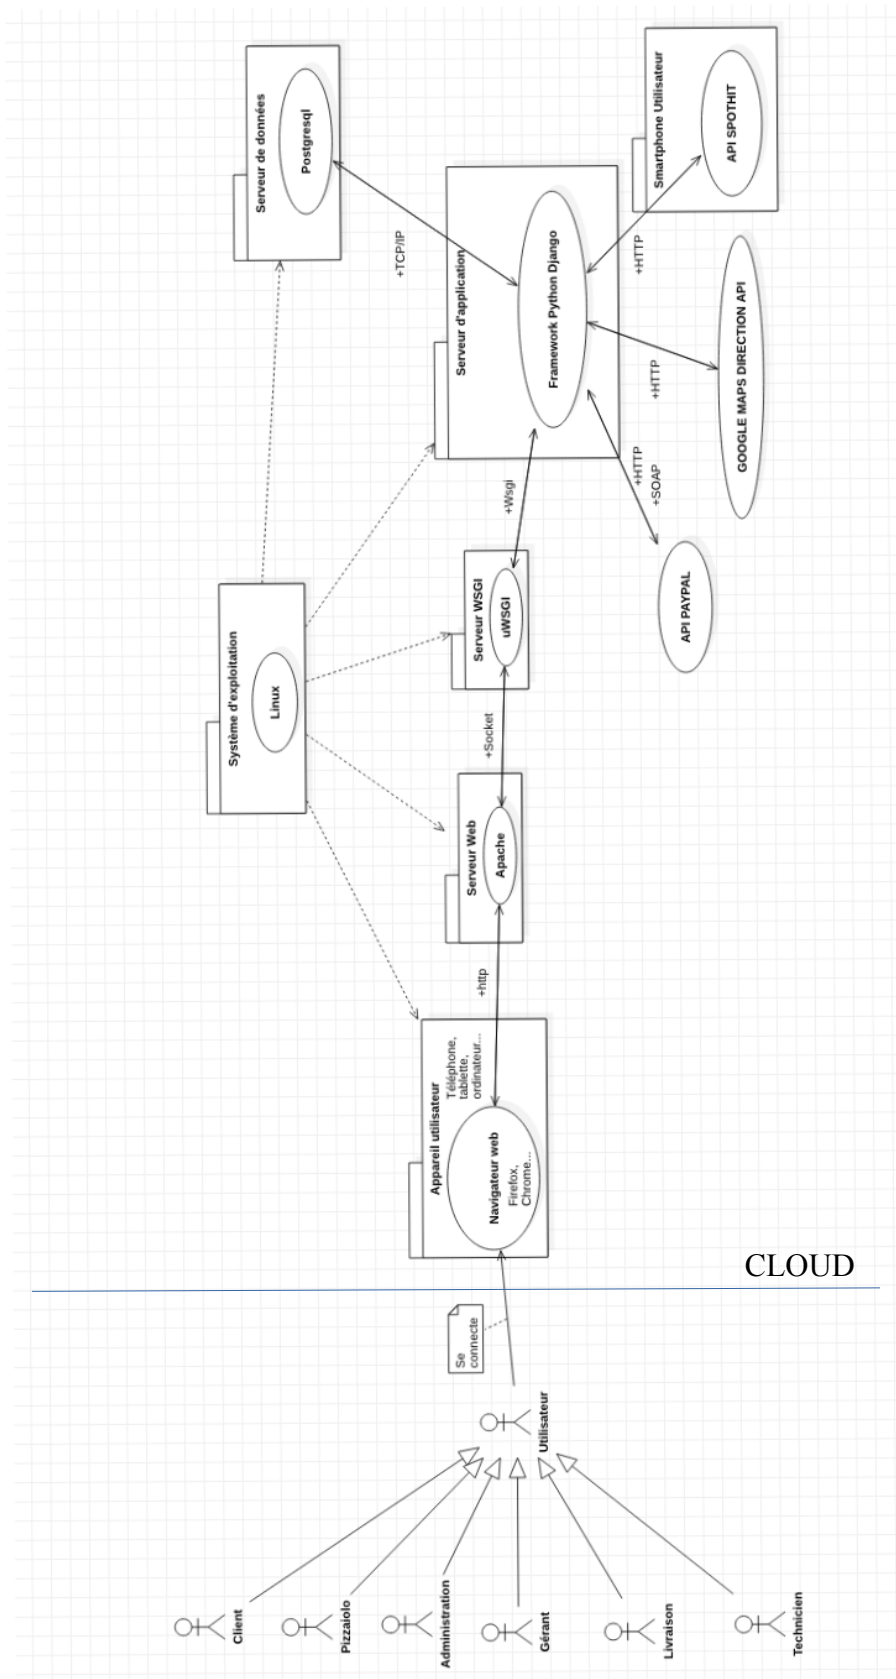 Client
Pizzaiolo
Administration
Gérant
Livraison
Technicien
Utilisateur
Se
connecte
CLOUD
Appareil utilisateur
Téléphone,
tablette,
ordinateur...
Navigateur web
Firefox,
Chrome...
+http
Serveur Web
Apache
+Socket
Système d'exploitation
Linux
Serveur WSGI
uWSGI
+Wsgi
Serveur d'application
Framework Python Django
+TCP/IP
Serveur de données
Postgresql
+HTTP
+SOAP
API PAYPAL
+HTTP
GOOGLE MAPS DIRECTION API
+HTTP
Smartphone Utilisateur
API SPOTHIT